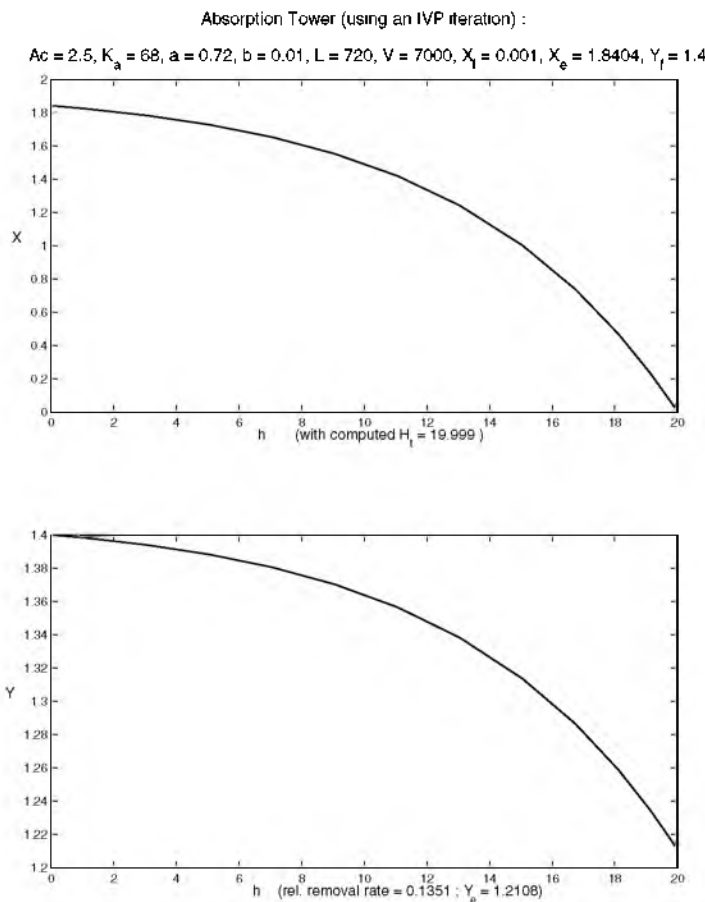 Absorption Tower (using an IVP iteration) :
Ac = 2.5, K_a = 68, a = 0.72, b = 0.01, L = 720, V = 7000, X_t = 0.001, X_e = 1.8404, Y_f = 1.4
2
1.8
1.6
1.4
1.2
X
1
0.8
0.6
0.4
0.2
0
0 2 4 6 8 10 12 14 16 18 20
h (with computed H_t = 19.999 )
1.4
1.38
1.36
1.34
1.32
Y
1.3
1.28
1.26
1.24
1.22
1.2
0 2 4 6 8 10 12 14 16 18 20
h (rel. removal rate = 0.1351 ; Y_e = 1.2108)